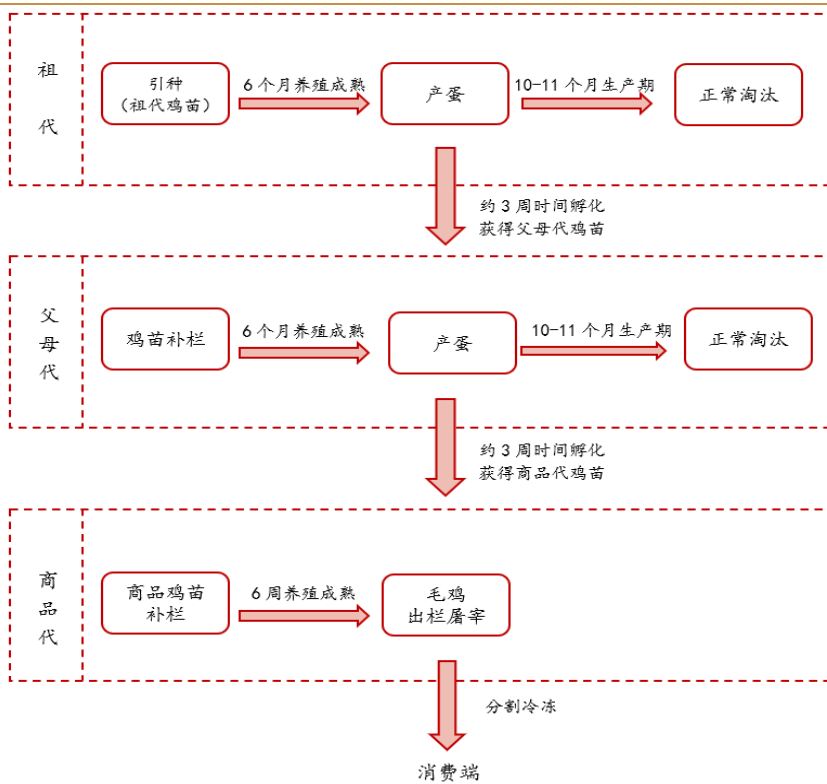 祖
代
引种
（祖代鸡苗）
6 个月养殖成熟
产蛋
10-11 个月生产期
正常淘汰
约 3 周时间孵化
获得父母代鸡苗
父
母
代
鸡苗补栏
6 个月养殖成熟
产蛋
10-11 个月生产期
正常淘汰
约 3 周时间孵化
获得商品代鸡苗
商
品
代
商品鸡苗
补栏
6 周养殖成熟
毛鸡
出栏屠宰
分割冷冻
消费端